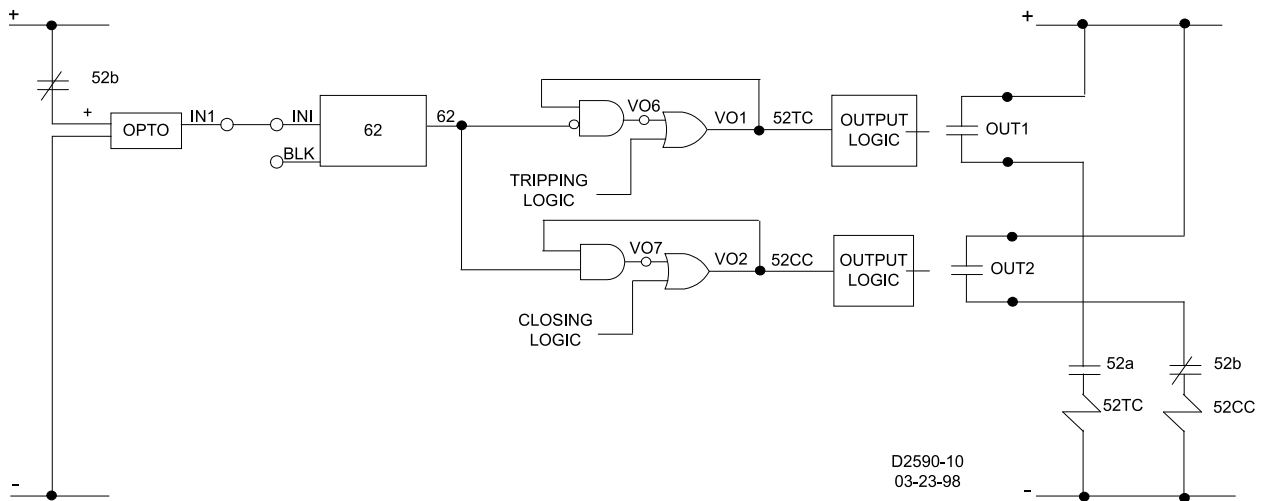 +
52b
+
OPTO
IN1
INI
BLK
62
62
VO6
VO1
52TC
TRIPPING
LOGIC
OUTPUT
LOGIC
OUT1
+
VO7
VO2
52CC
CLOSING
LOGIC
OUTPUT
LOGIC
OUT2
52a
52TC
52b
52CC
D2590-10
03-23-98
-
-